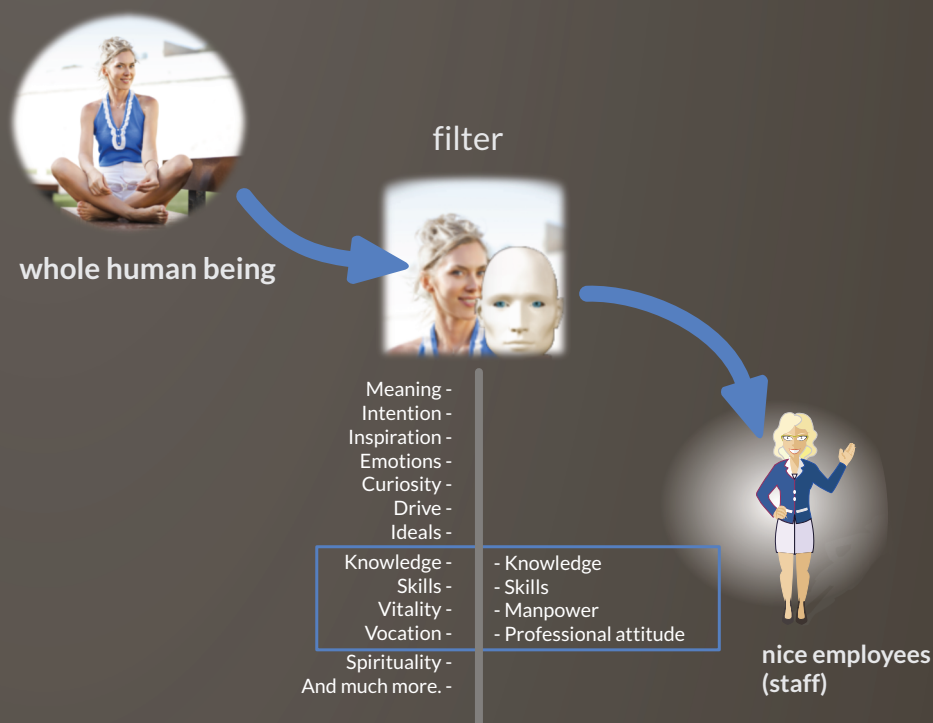 filter
whole human being
Meaning -
Intention -
Inspiration -
Emotions -
Curiosity -
Drive -
Ideals -
Knowledge -
Skills -
Vitality -
Vocation -
Spirituality -
And much more. -
- Knowledge
- Skills
- Manpower
- Professional attitude
nice employees
(staff)